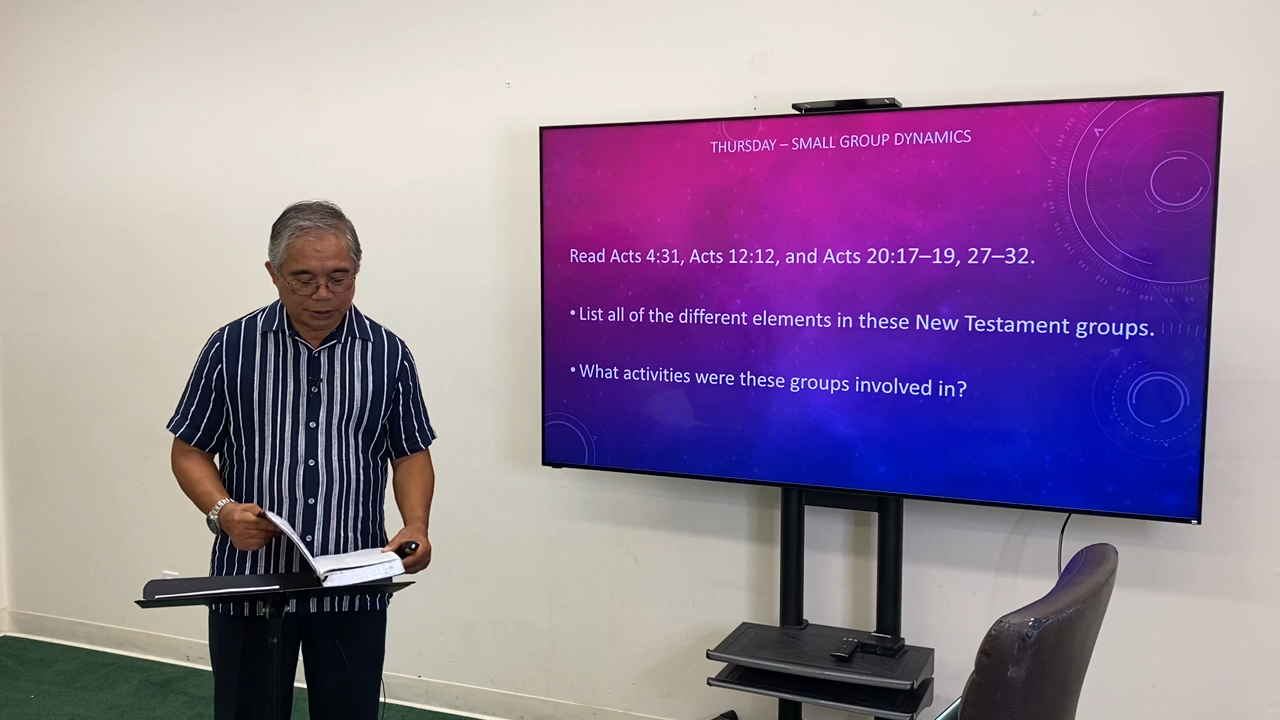 THURSDAY – SMALL GROUP DYNAMICS
Read Acts 4:31, Acts 12:12, and Acts 20:17–19, 27–32.
• List all of the different elements in these New Testament groups.
• What activities were these groups involved in?